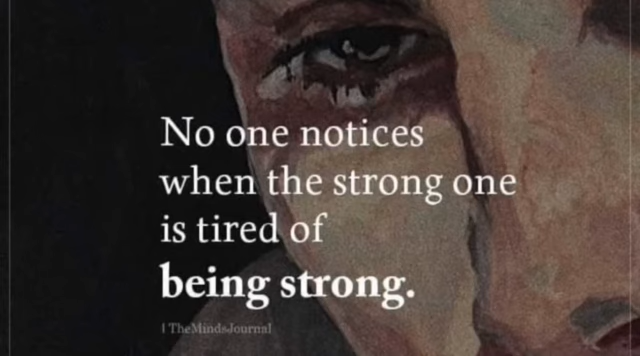 No one notices
when the strong one
is tired of
being strong.
| TheMindsJournal